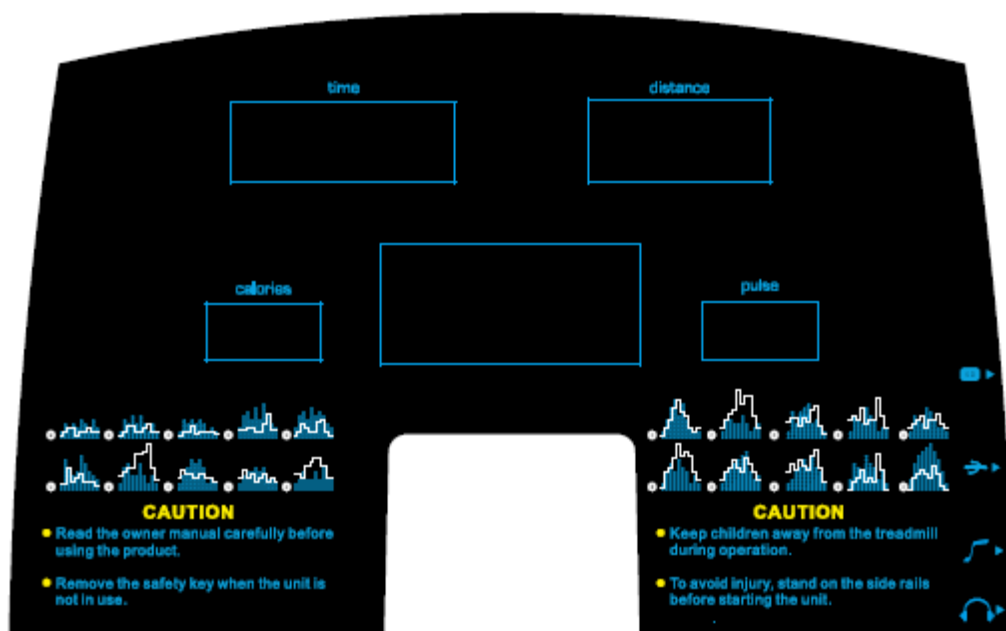 time
distance
calories
pulse
CAUTION
Read the owner manual carefully before
using the product.
Remove the safety key when the unit is
not in use.
CAUTION
Keep children away from the treadmill
during operation.
To avoid injury, stand on the side rails
before starting the unit.